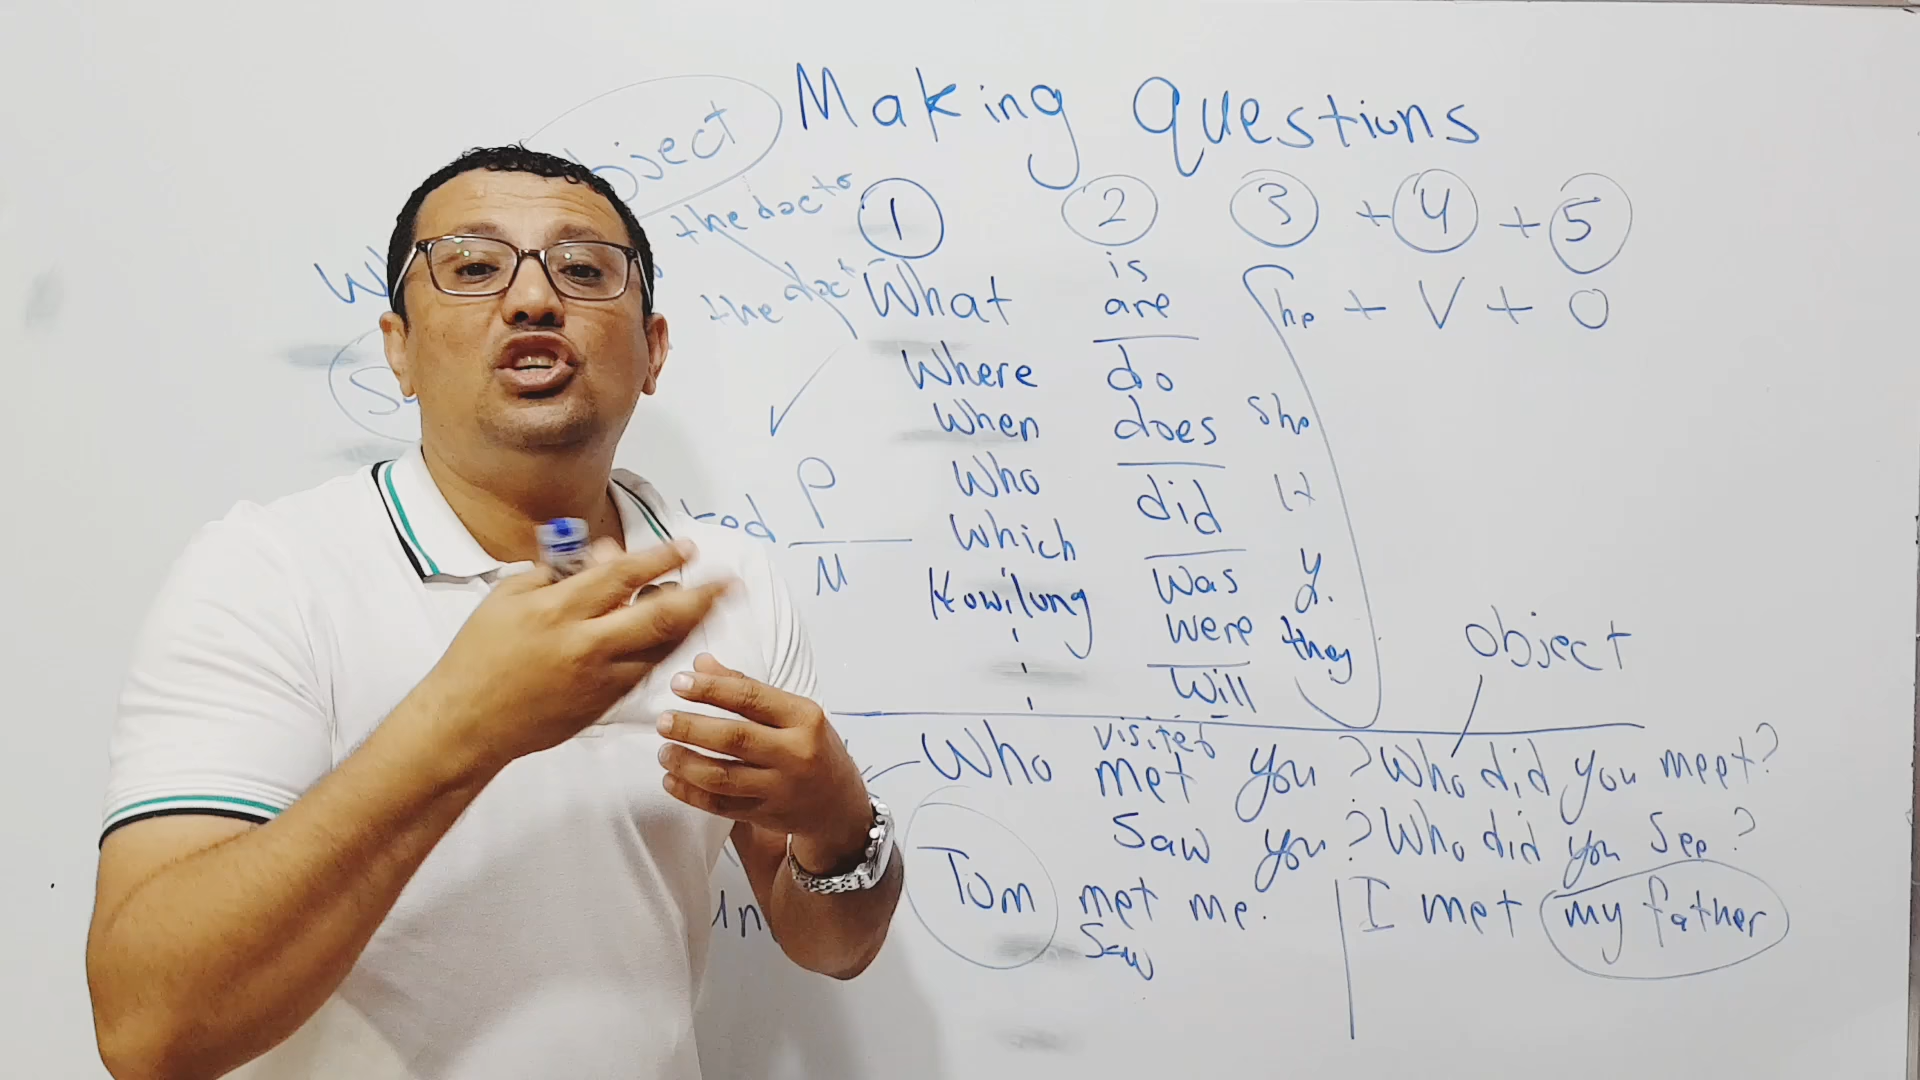 Making Questions
object
1 2 3 + 4 + 5
the docto
is
the doct What are he + V + O
Where do
When does she
Who did it
P
M
Which
Howlung was y.
were they
will
object
visited
Who met you ? Who did you meet?
Saw you ? Who did you see ?
Tom met me. I met my father
Saw